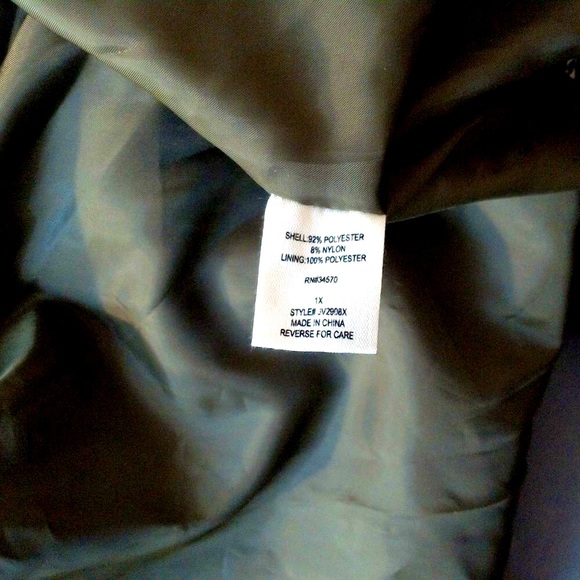 SHELL:92% POLYESTER
8% NYLON
LINING:100% POLYESTER
RN#34570
1X
STYLE# JV2908X
MADE IN CHINA
REVERSE FOR CARE